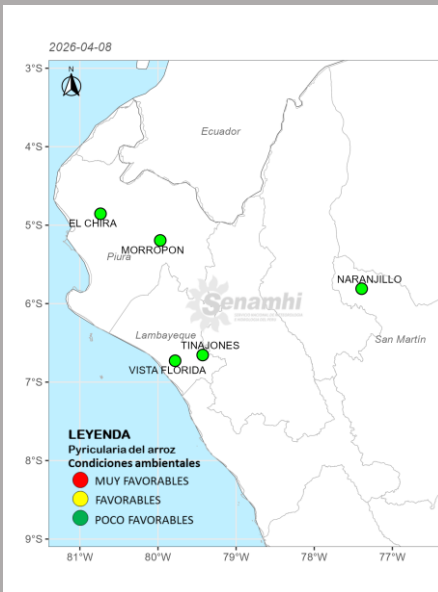 2026-04-08
N
3°S
4°S
Ecuador
5°S
EL CHIRA
MORROPON
Piura
NARANJILLO
6°S
Senamhi
Lambayeque
San Martín
TINAJONES
VISTA FLORIDA
7°S
LEYENDA
Pyricularia del arroz
Condiciones ambientales
8°S
MUY FAVORABLES
FAVORABLES
POCO FAVORABLES
9°S
81°W 80°W 79°W 78°W 77°W